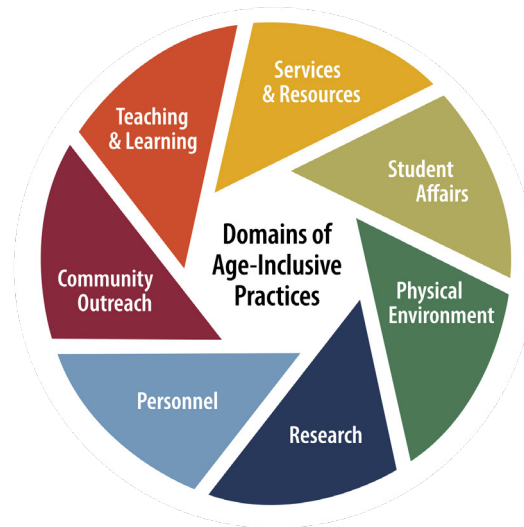 Services
& Resources
Student
Affairs
Physical
Environment
Research
Personnel
Community
Outreach
Teaching
& Learning
Domains of
Age-Inclusive
Practices